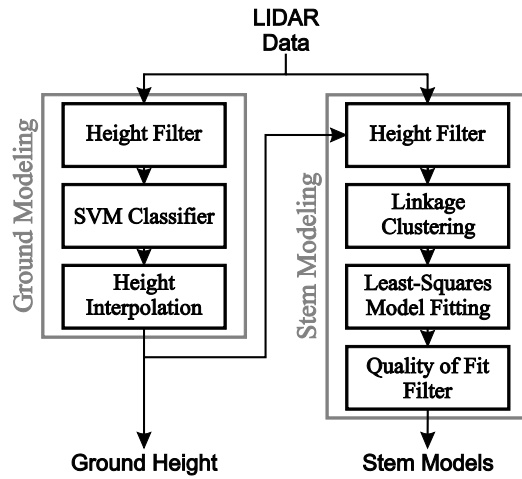 LIDAR
Data
Ground Modeling
Height Filter
SVM Classifier
Height
Interpolation
Ground Height
Stem Modeling
Height Filter
Linkage
Clustering
Least-Squares
Model Fitting
Quality of Fit
Filter
Stem Models